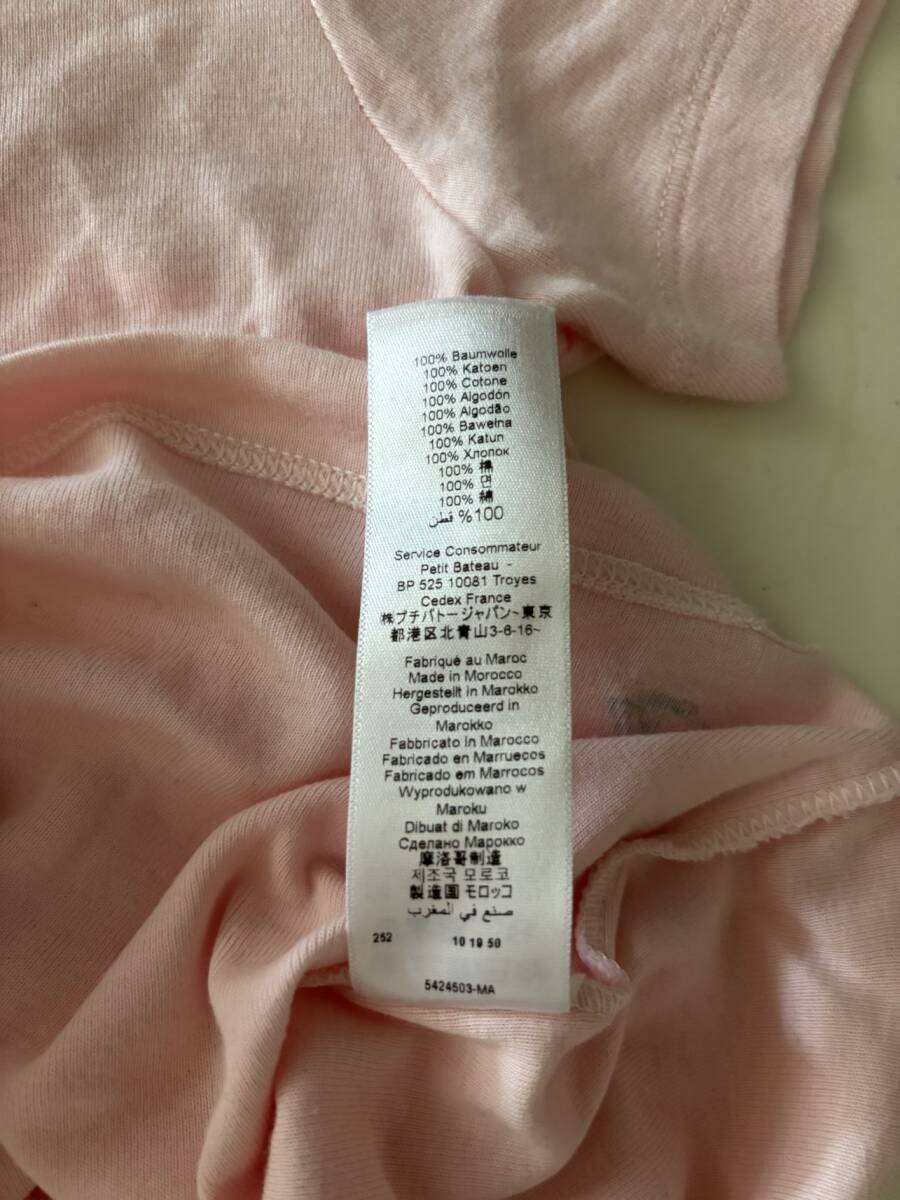 100% Baumwolle
100% Katoen
100% Cotone
100% Algodón
100% Algodão
100% Bawełna
100% Katun
100% Хлопок
100% 棉
100% 면
100% 綿
100% قطن
Service Consommateur
Petit Bateau -
BP 525 10081 Troyes
Cedex France
㈱プチバトージャパン~東京
都港区北青山3-6-16~
Fabriqué au Maroc
Made in Morocco
Hergestellt in Marokko
Geproduceerd in
Marokko
Fabbricato In Marocco
Fabricado en Marruecos
Fabricado em Marrocos
Wyprodukowano w
Maroku
Dibuat di Maroko
Сделано Марокко
摩洛哥制造
제조국 모로코
製造国 モロッコ
صنع في المغرب
252 10 19 50
5424503-MA